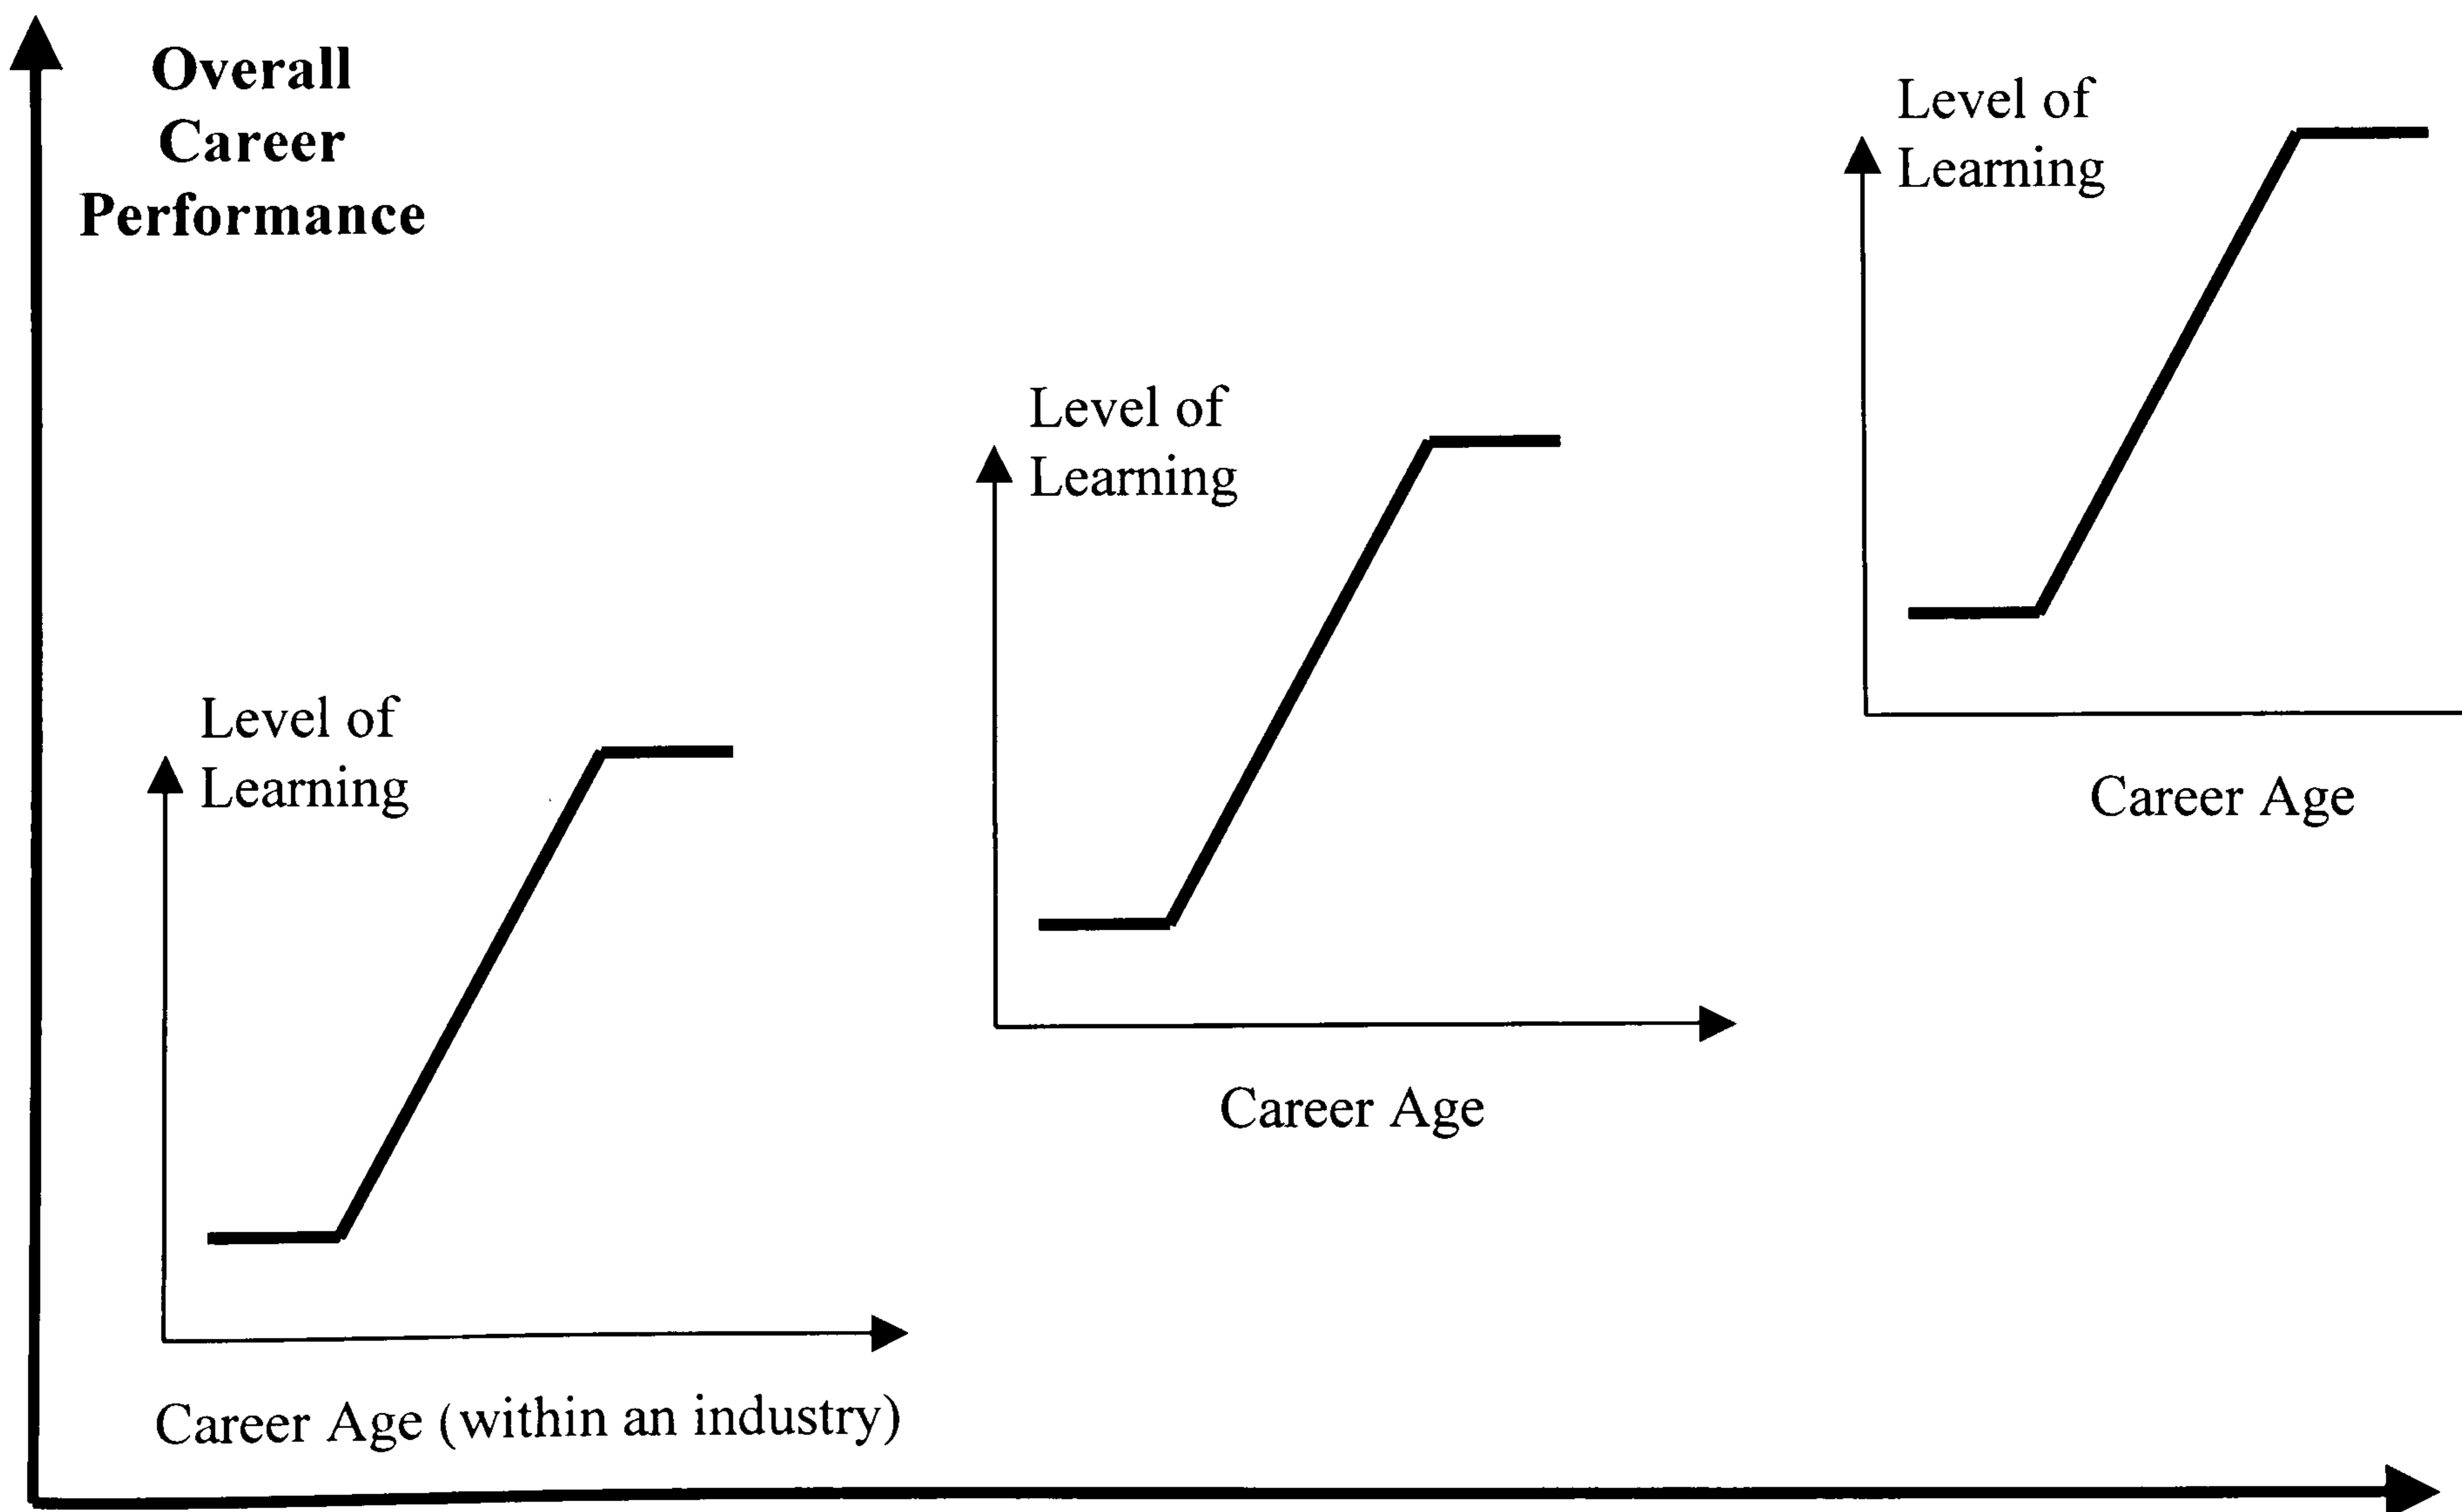 Overall
Career
Performance
Level of
Learning
Career Age
Level of
Learning
Career Age
Level of
Learning
Career Age (within an industry)